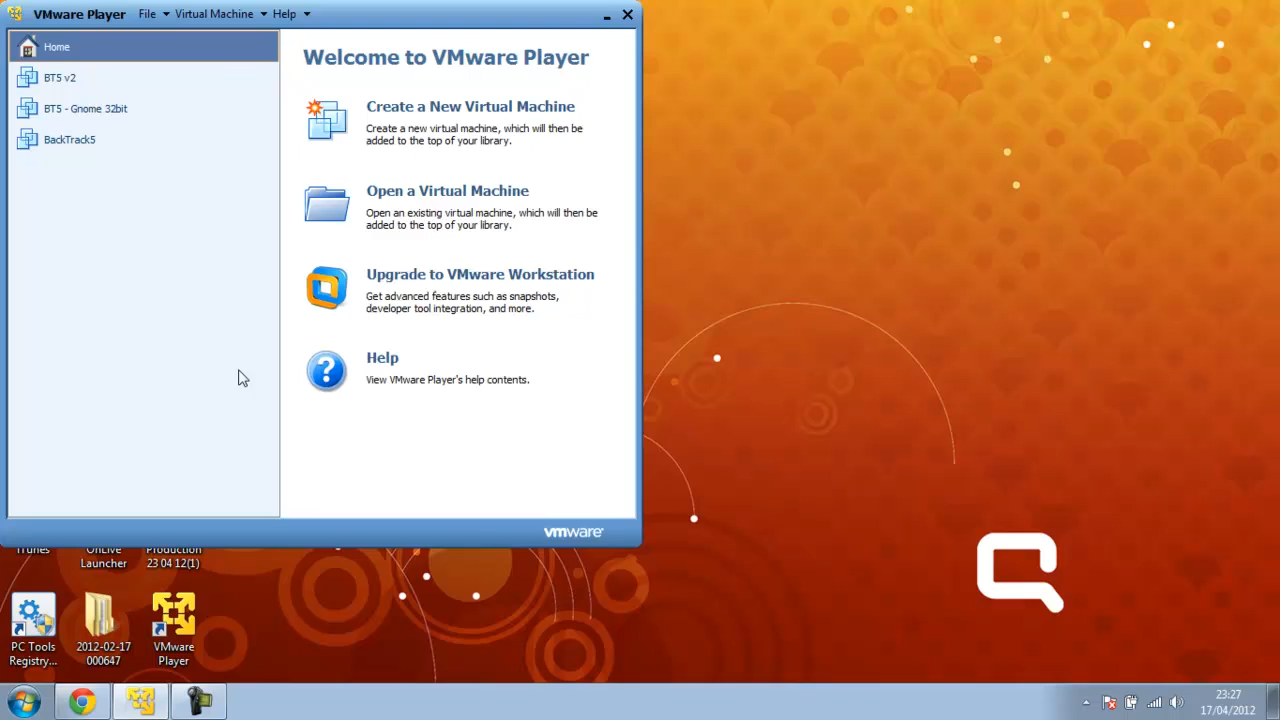 VMware Player File Virtual Machine Help
Home
BT5 v2
BT5 - Gnome 32bit
BackTrack5
Welcome to VMware Player
Create a New Virtual Machine
Create a new virtual machine, which will then be
added to the top of your library.
Open a Virtual Machine
Open an existing virtual machine, which will then be
added to the top of your library.
Upgrade to VMware Workstation
Get advanced features such as snapshots,
developer tool integration, and more.
Help
View VMware Player's help contents.
vmware
iTunes
OnLive
Launcher
Production
23 04 12(1)
PC Tools
Registry...
2012-02-17
000647
VMware
Player
23:27
17/04/2012